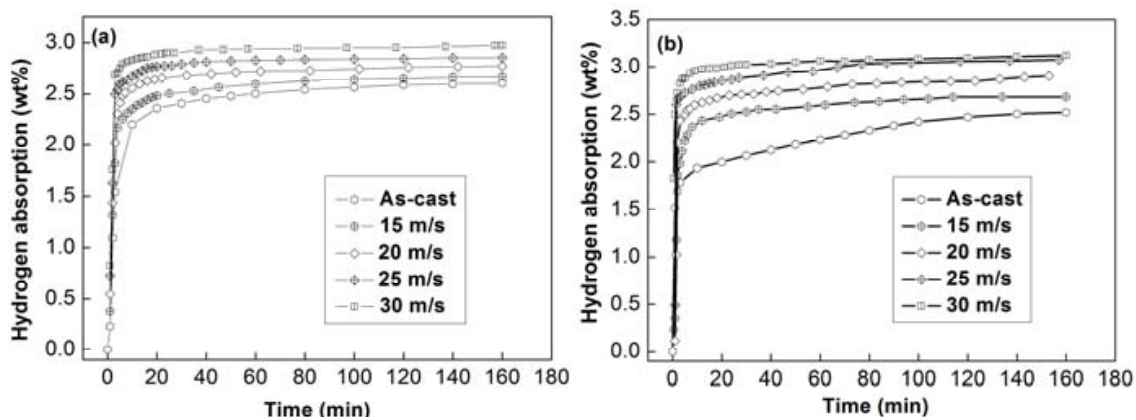 (a)
Hydrogen absorption (wt%)
3.0
2.5
2.0
1.5
1.0
0.5
0.0
As-cast
15 m/s
20 m/s
25 m/s
30 m/s
0 20 40 60 80 100 120 140 160 180
Time (min)
(b)
Hydrogen absorption (wt%)
3.5
3.0
2.5
2.0
1.5
1.0
0.5
0.0
As-cast
15 m/s
20 m/s
25 m/s
30 m/s
0 20 40 60 80 100 120 140 160 180
Time (min)